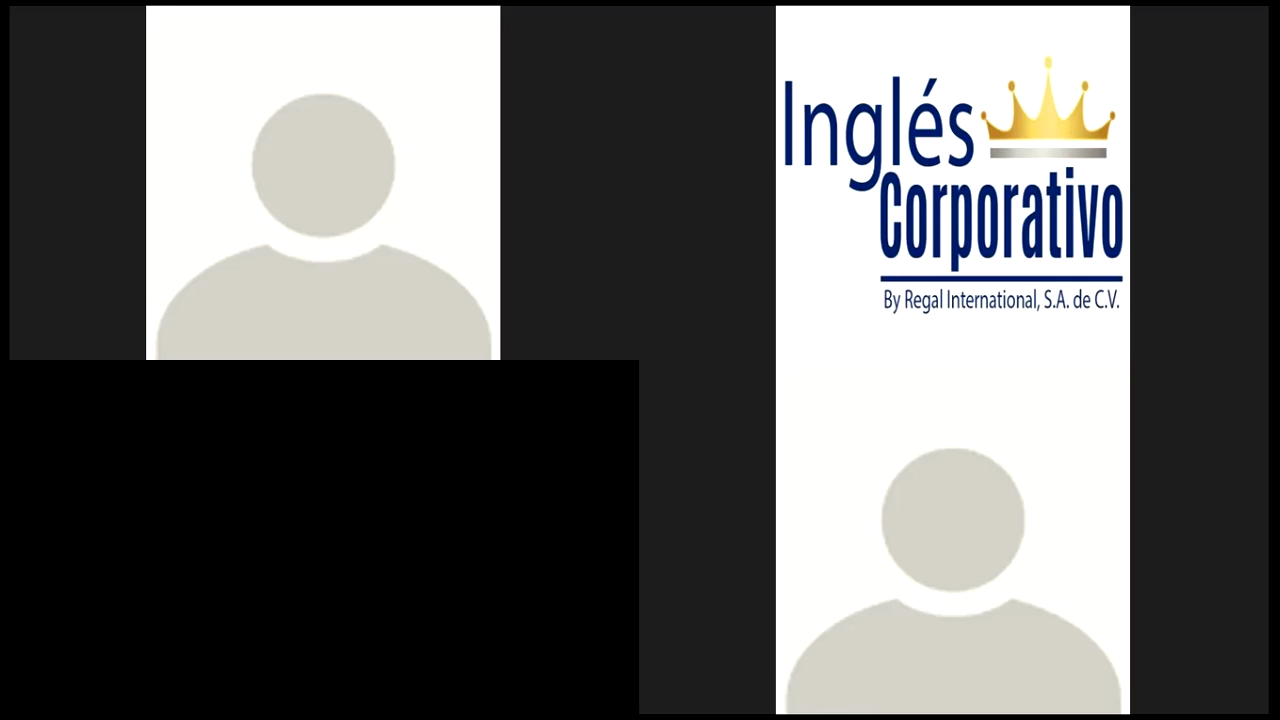 Inglés
Corporativo
By Regal International, S.A. de C.V.